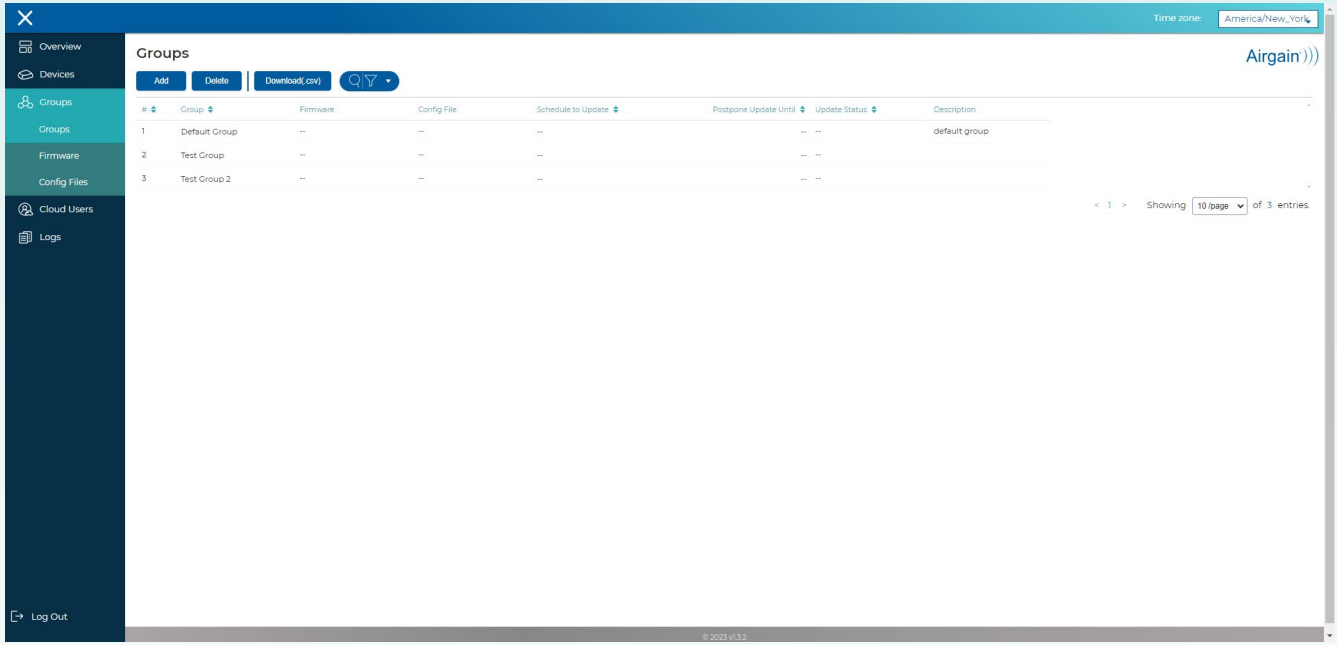 Time zone: America/New_York
Overview
Devices
Groups
Groups
Firmware
Config Files
Cloud Users
Logs
Log Out
Groups
Airgain
Add Delete Download(.csv)
# Group Firmware Config File Schedule to Update Postpone Update Until Update Status Description
1 Default Group -- -- -- -- -- default group
2 Test Group -- -- -- -- --
3 Test Group 2 -- -- -- -- --
< 1 > Showing 10 /page of 3 entries.
© 2023 v1.3.2